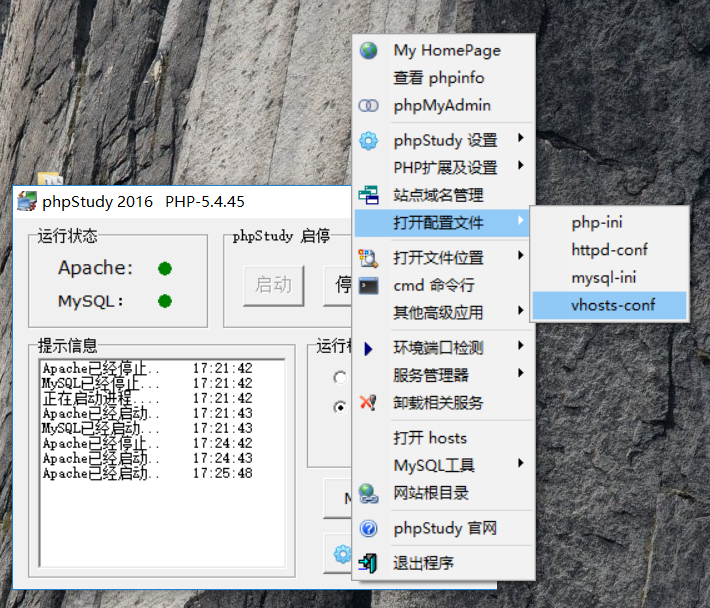 phpStudy 2016 PHP-5.4.45
运行状态
Apache:
MySQL:
phpStudy 启停
启动
停
提示信息
Apache已经停止.. 17:21:42
MySQL已经停止.. 17:21:42
正在启动进程.... 17:21:42
Apache已经启动.. 17:21:43
MySQL已经启动... 17:21:43
Apache已经停止.. 17:24:42
Apache已经启动.. 17:24:43
Apache已经启动.. 17:25:48
运行
My HomePage
查看 phpinfo
phpMyAdmin
phpStudy 设置
PHP扩展及设置
站点域名管理
打开配置文件
打开文件位置
cmd 命令行
其他高级应用
环境端口检测
服务管理器
卸载相关服务
打开 hosts
MySQL工具
网站根目录
phpStudy 官网
退出程序
php-ini
httpd-conf
mysql-ini
vhosts-conf